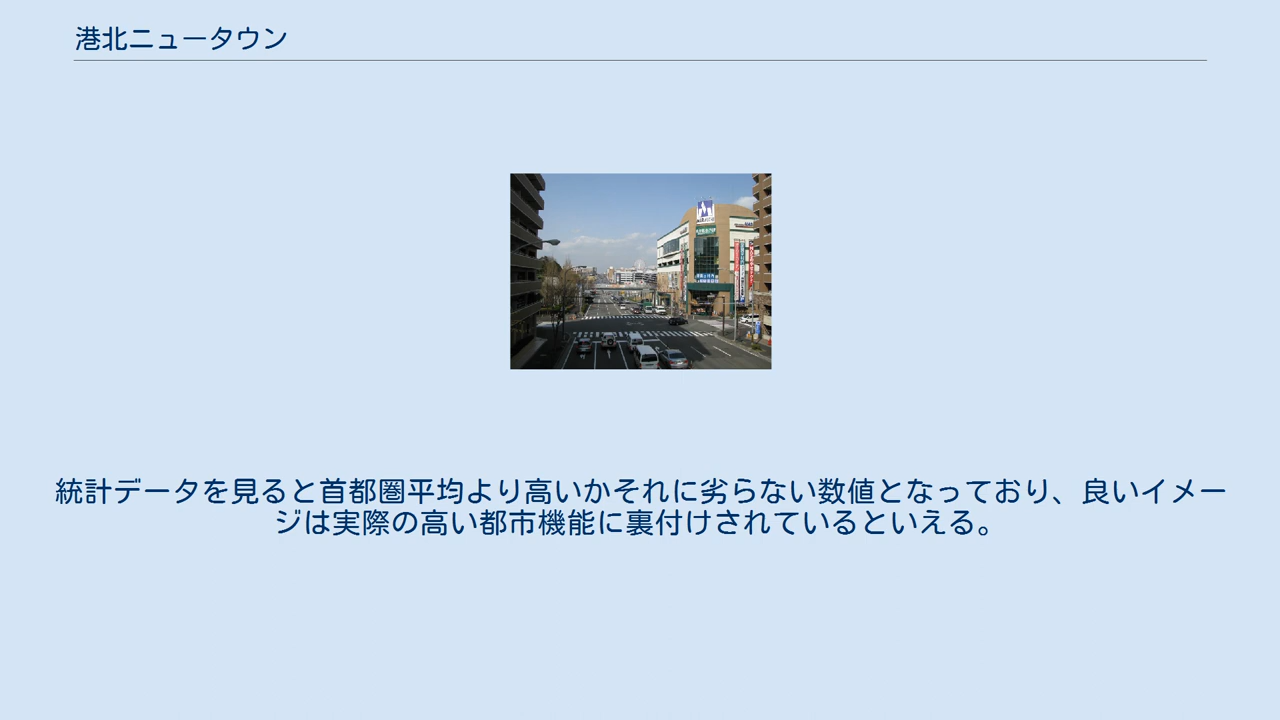 港北ニュータウン
統計データを見ると首都圏平均より高いかそれに劣らない数値となっており、良いイメー
ジは実際の高い都市機能に裏付けされているといえる。